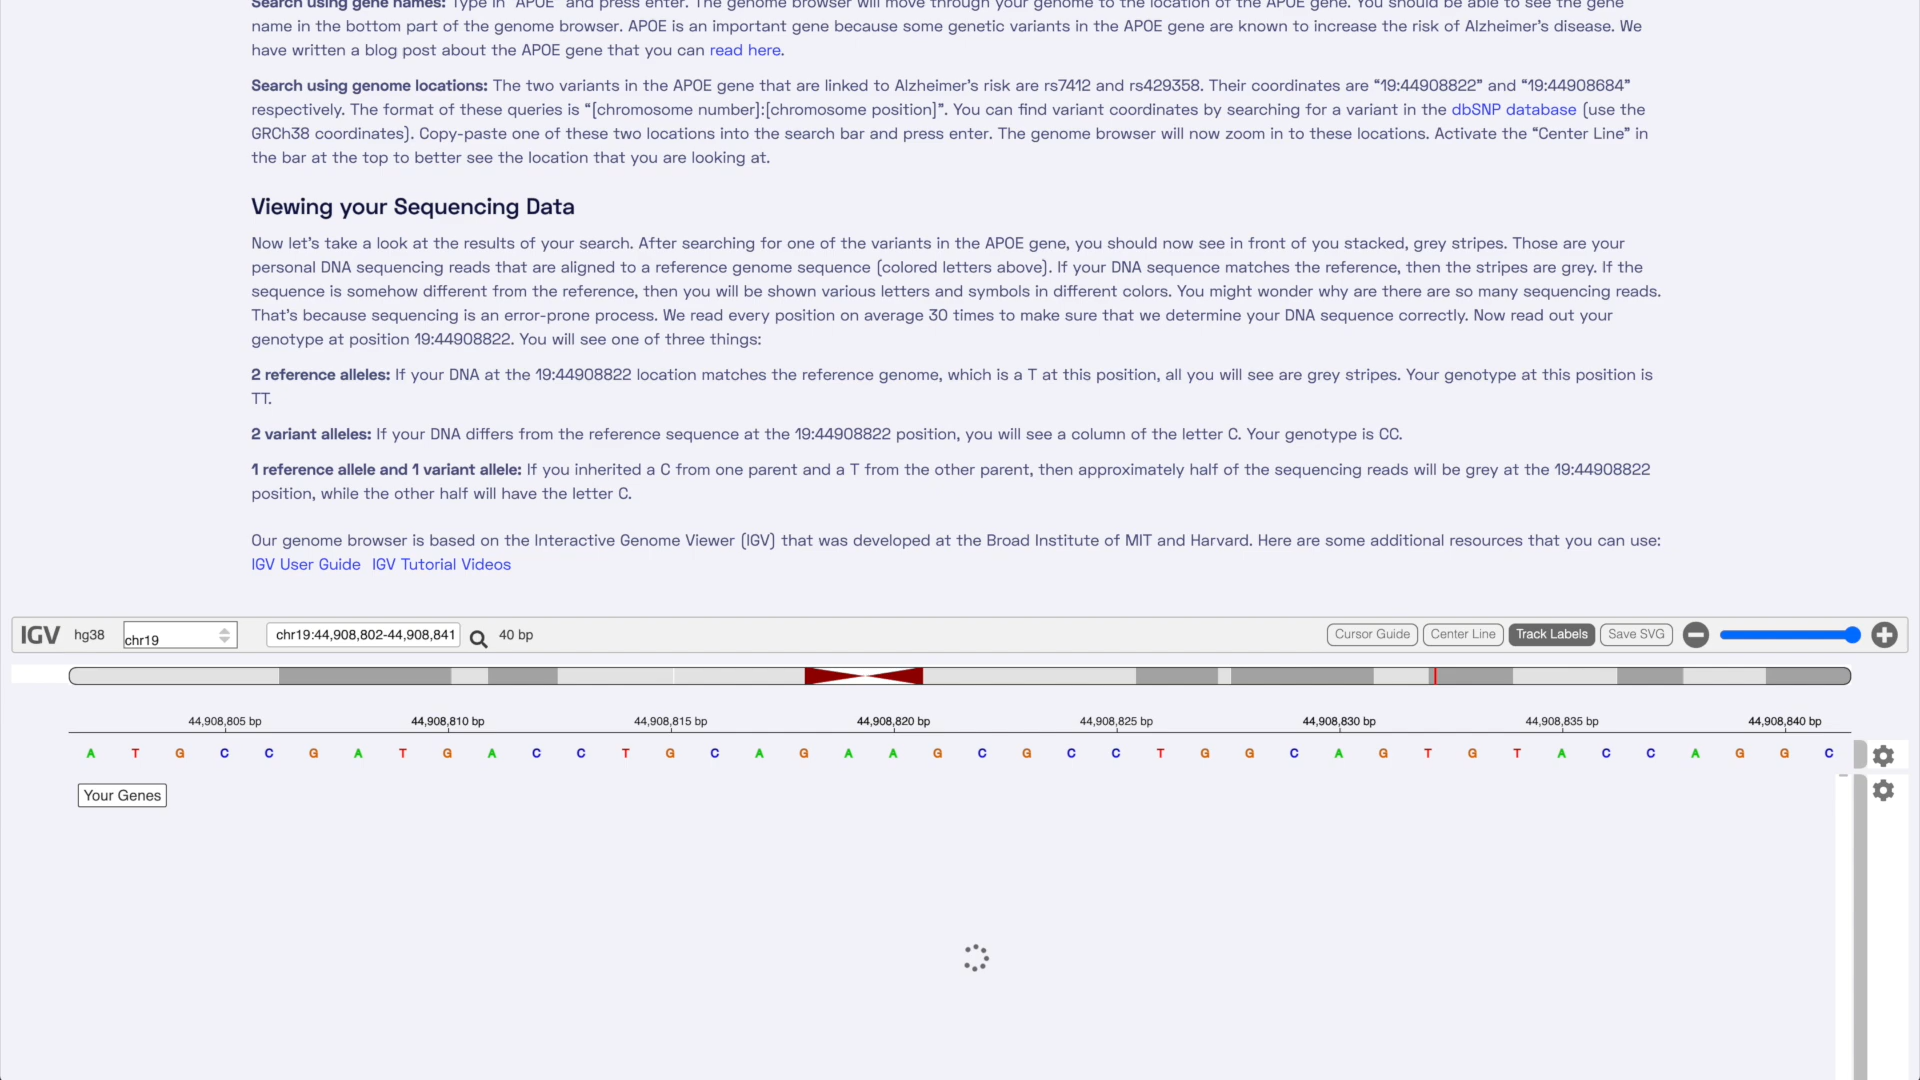 Search using gene names: Type in "APOE" and press enter. The genome browser will move through your genome to the location of the APOE gene. You should be able to see the gene
name in the bottom part of the genome browser. APOE is an important gene because some genetic variants in the APOE gene are known to increase the risk of Alzheimer's disease. We
have written a blog post about the APOE gene that you can read here.
Search using genome locations: The two variants in the APOE gene that are linked to Alzheimer's risk are rs7412 and rs429358. Their coordinates are “19:44908822” and “19:44908684”
respectively. The format of these queries is “[chromosome number]:[chromosome position]”. You can find variant coordinates by searching for a variant in the dbSNP database (use the
GRCh38 coordinates). Copy-paste one of these two locations into the search bar and press enter. The genome browser will now zoom in to these locations. Activate the “Center Line” in
the bar at the top to better see the location that you are looking at.
Viewing your Sequencing Data
Now let's take a look at the results of your search. After searching for one of the variants in the APOE gene, you should now see in front of you stacked, grey stripes. Those are your
personal DNA sequencing reads that are aligned to a reference genome sequence (colored letters above). If your DNA sequence matches the reference, then the stripes are grey. If the
sequence is somehow different from the reference, then you will be shown various letters and symbols in different colors. You might wonder why are there are so many sequencing reads.
That's because sequencing is an error-prone process. We read every position on average 30 times to make sure that we determine your DNA sequence correctly. Now read out your
genotype at position 19:44908822. You will see one of three things:
2 reference alleles: If your DNA at the 19:44908822 location matches the reference genome, which is a T at this position, all you will see are grey stripes. Your genotype at this position is
TT.
2 variant alleles: If your DNA differs from the reference sequence at the 19:44908822 position, you will see a column of the letter C. Your genotype is CC.
1 reference allele and 1 variant allele: If you inherited a C from one parent and a T from the other parent, then approximately half of the sequencing reads will be grey at the 19:44908822
position, while the other half will have the letter C.
Our genome browser is based on the Interactive Genome Viewer (IGV) that was developed at the Broad Institute of MIT and Harvard. Here are some additional resources that you can use:
IGV User Guide IGV Tutorial Videos
IGV hg38 chr19 chr19:44,908,802-44,908,841 40 bp Cursor Guide Center Line Track Labels Save SVG
44,908,805 bp 44,908,810 bp 44,908,815 bp 44,908,820 bp 44,908,825 bp 44,908,830 bp 44,908,835 bp 44,908,840 bp
A T G C C G A T G A C C T G C A G A A G C G C C T G G C A G T G T A C C A G G C
Your Genes